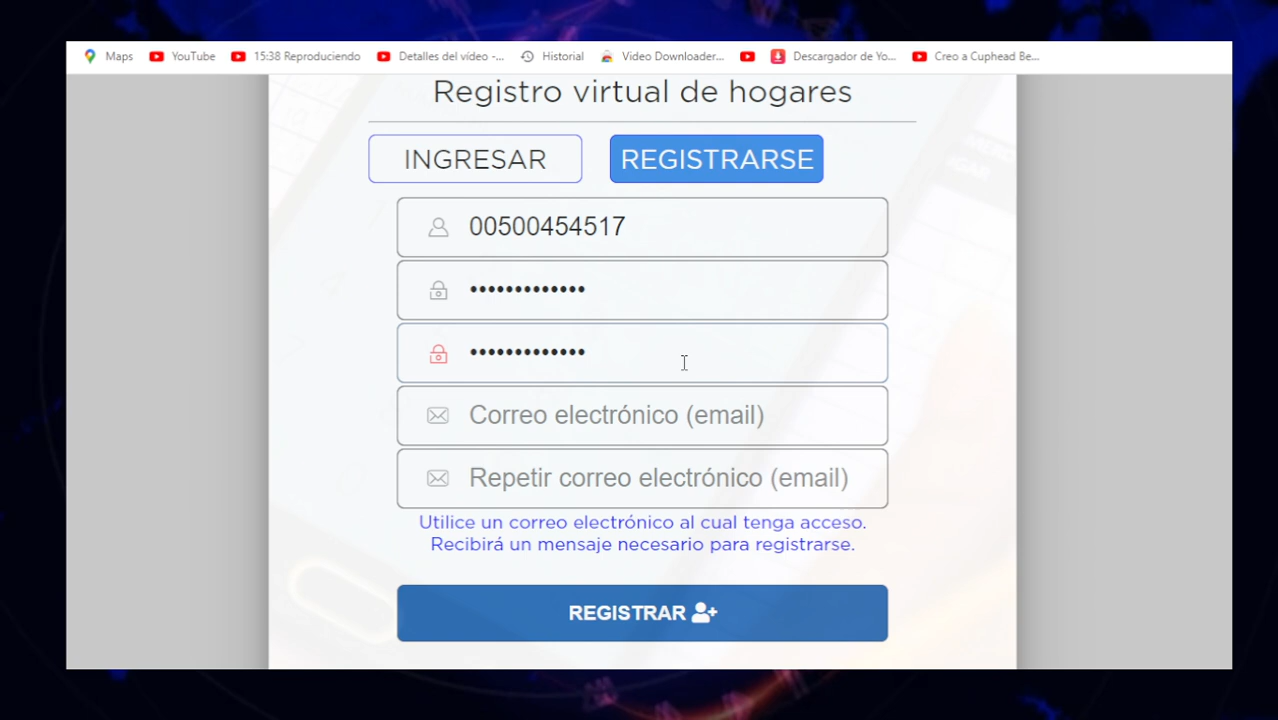 Maps YouTube 15:38 Reproduciendo Detalles del vídeo -... Historial Video Downloader... Descargador de Yo... Creo a Cuphead Be...
Registro virtual de hogares
INGRESAR REGISTRARSE
00500454517
•••••••••••••
•••••••••••••
Correo electrónico (email)
Repetir correo electrónico (email)
Utilice un correo electrónico al cual tenga acceso.
Recibirá un mensaje necesario para registrarse.
REGISTRAR